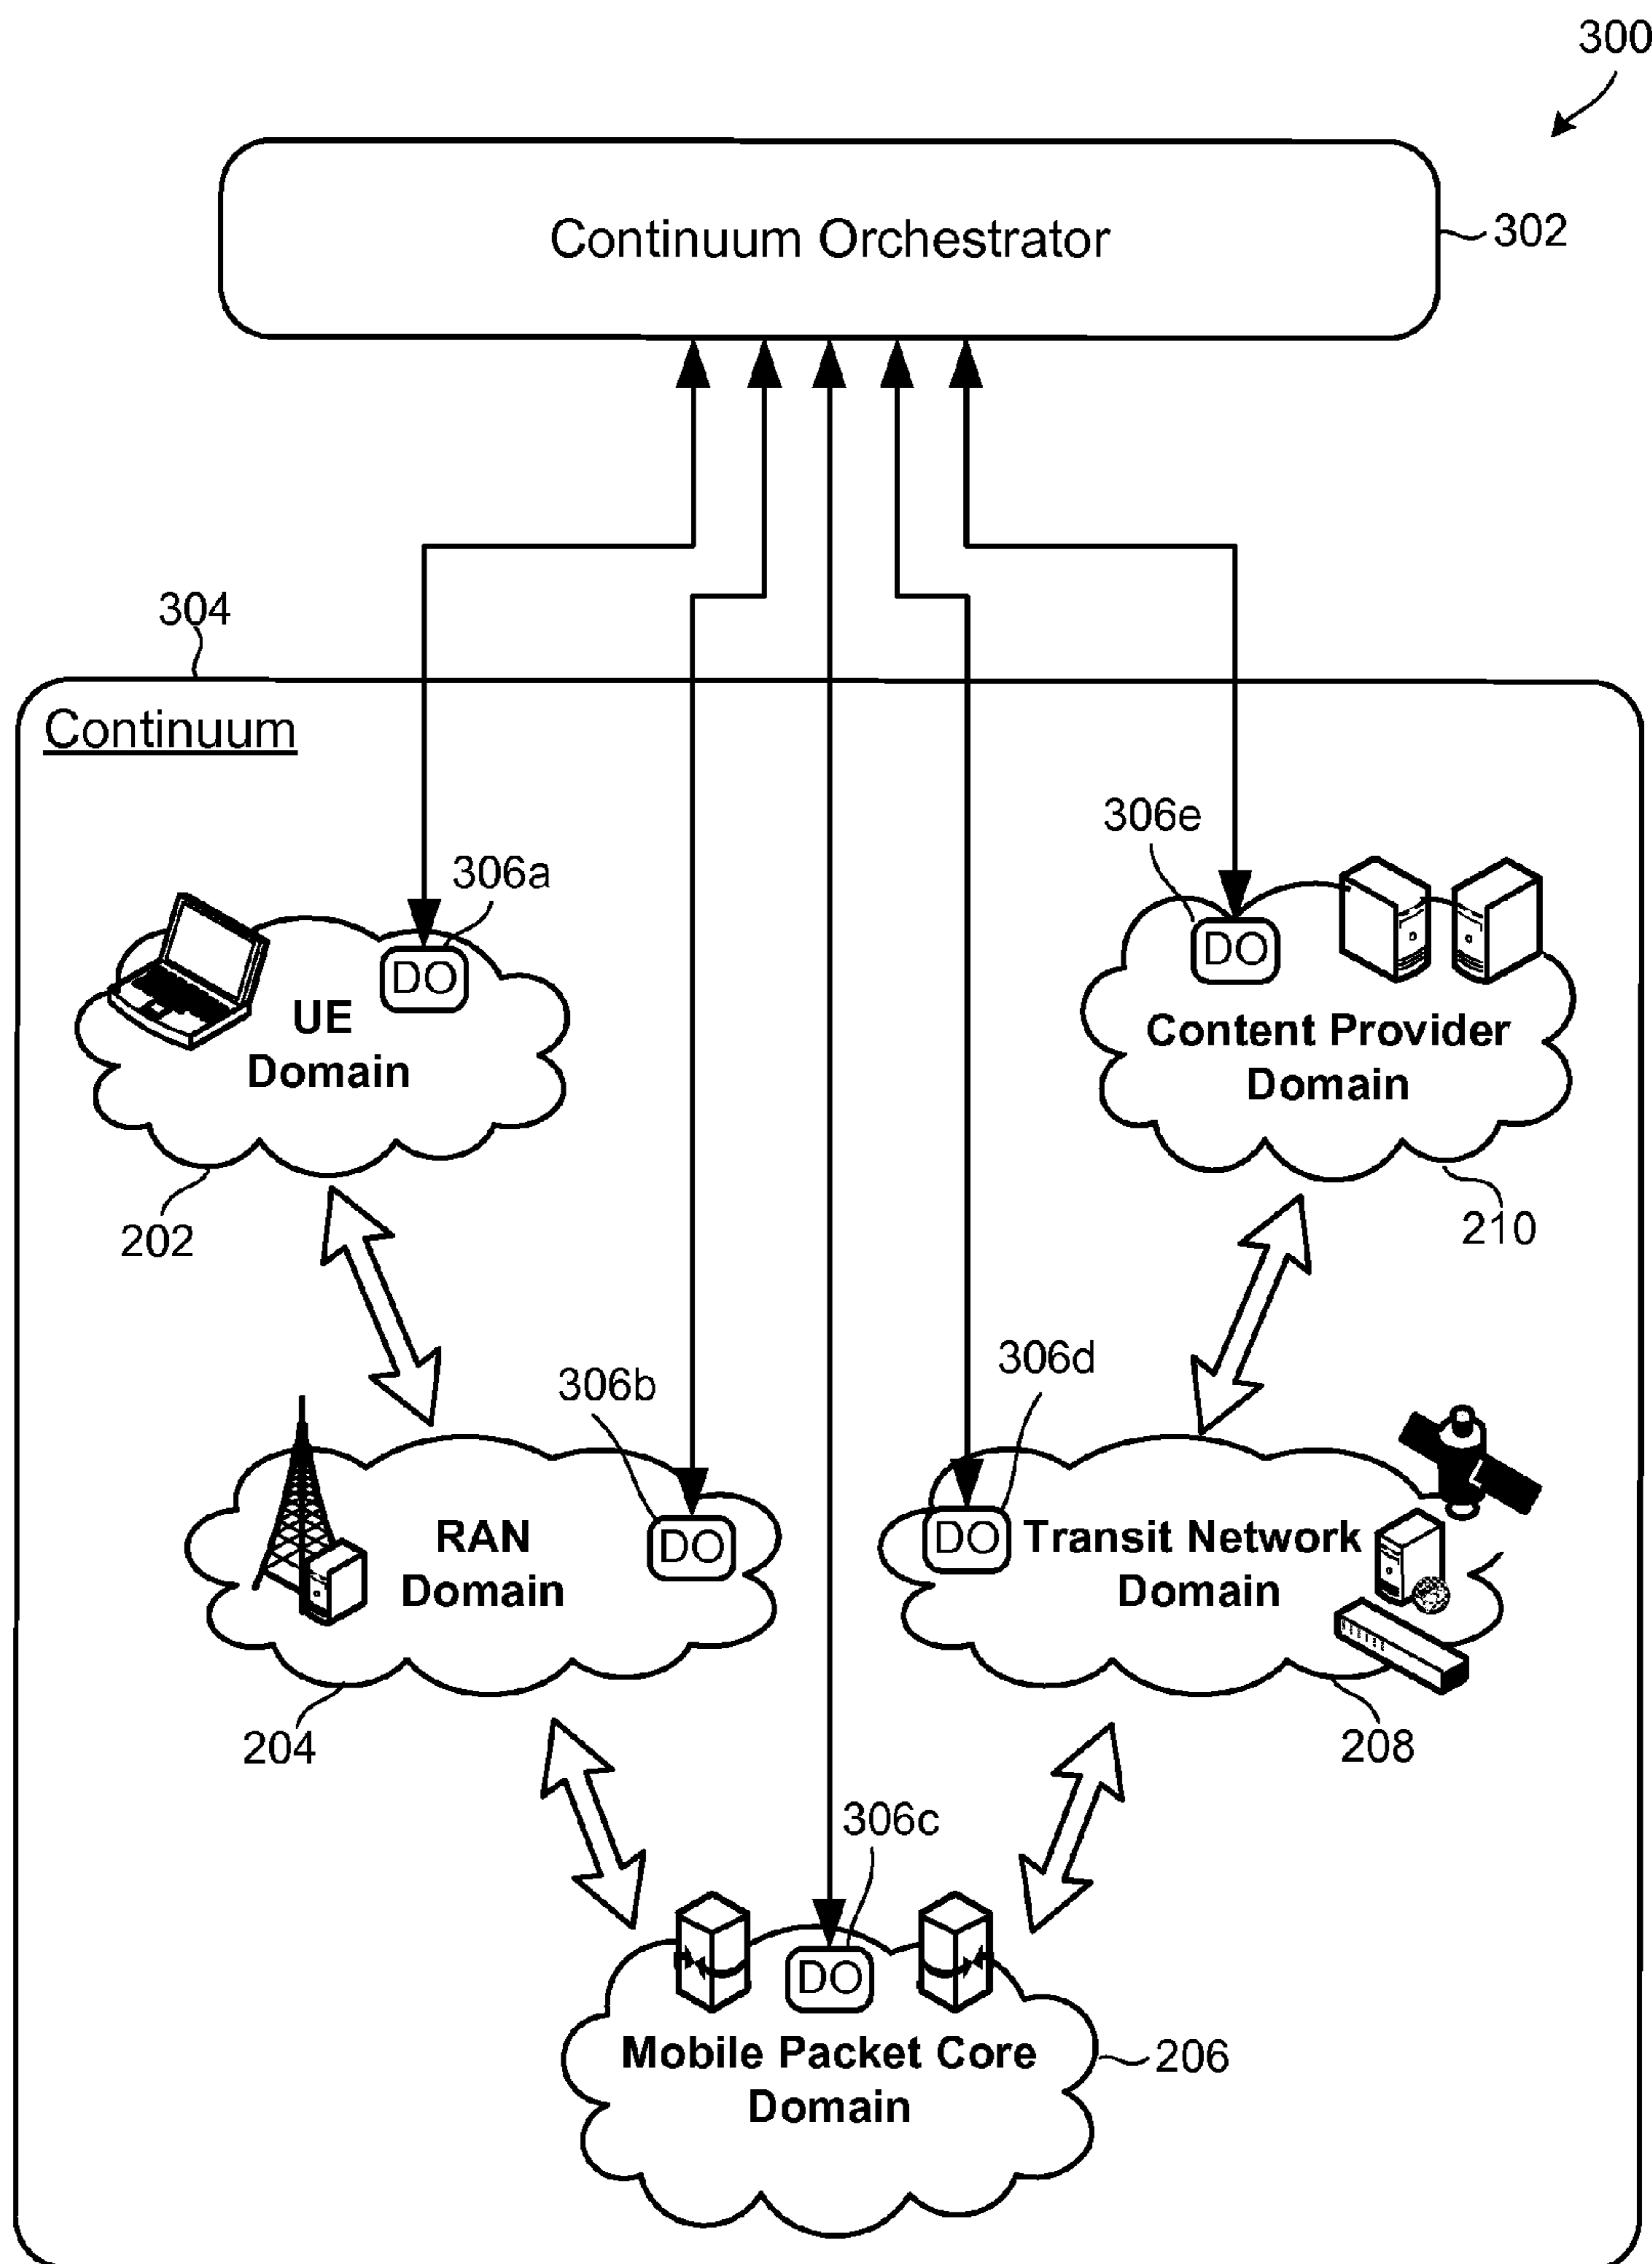 300
Continuum Orchestrator
302
304
Continuum
306e
306a
DO
DO
UE
Domain
Content Provider
Domain
202
210
306d
306b
RAN
Domain
DO
DO
Transit Network
Domain
204
208
306c
DO
Mobile Packet Core
Domain
206